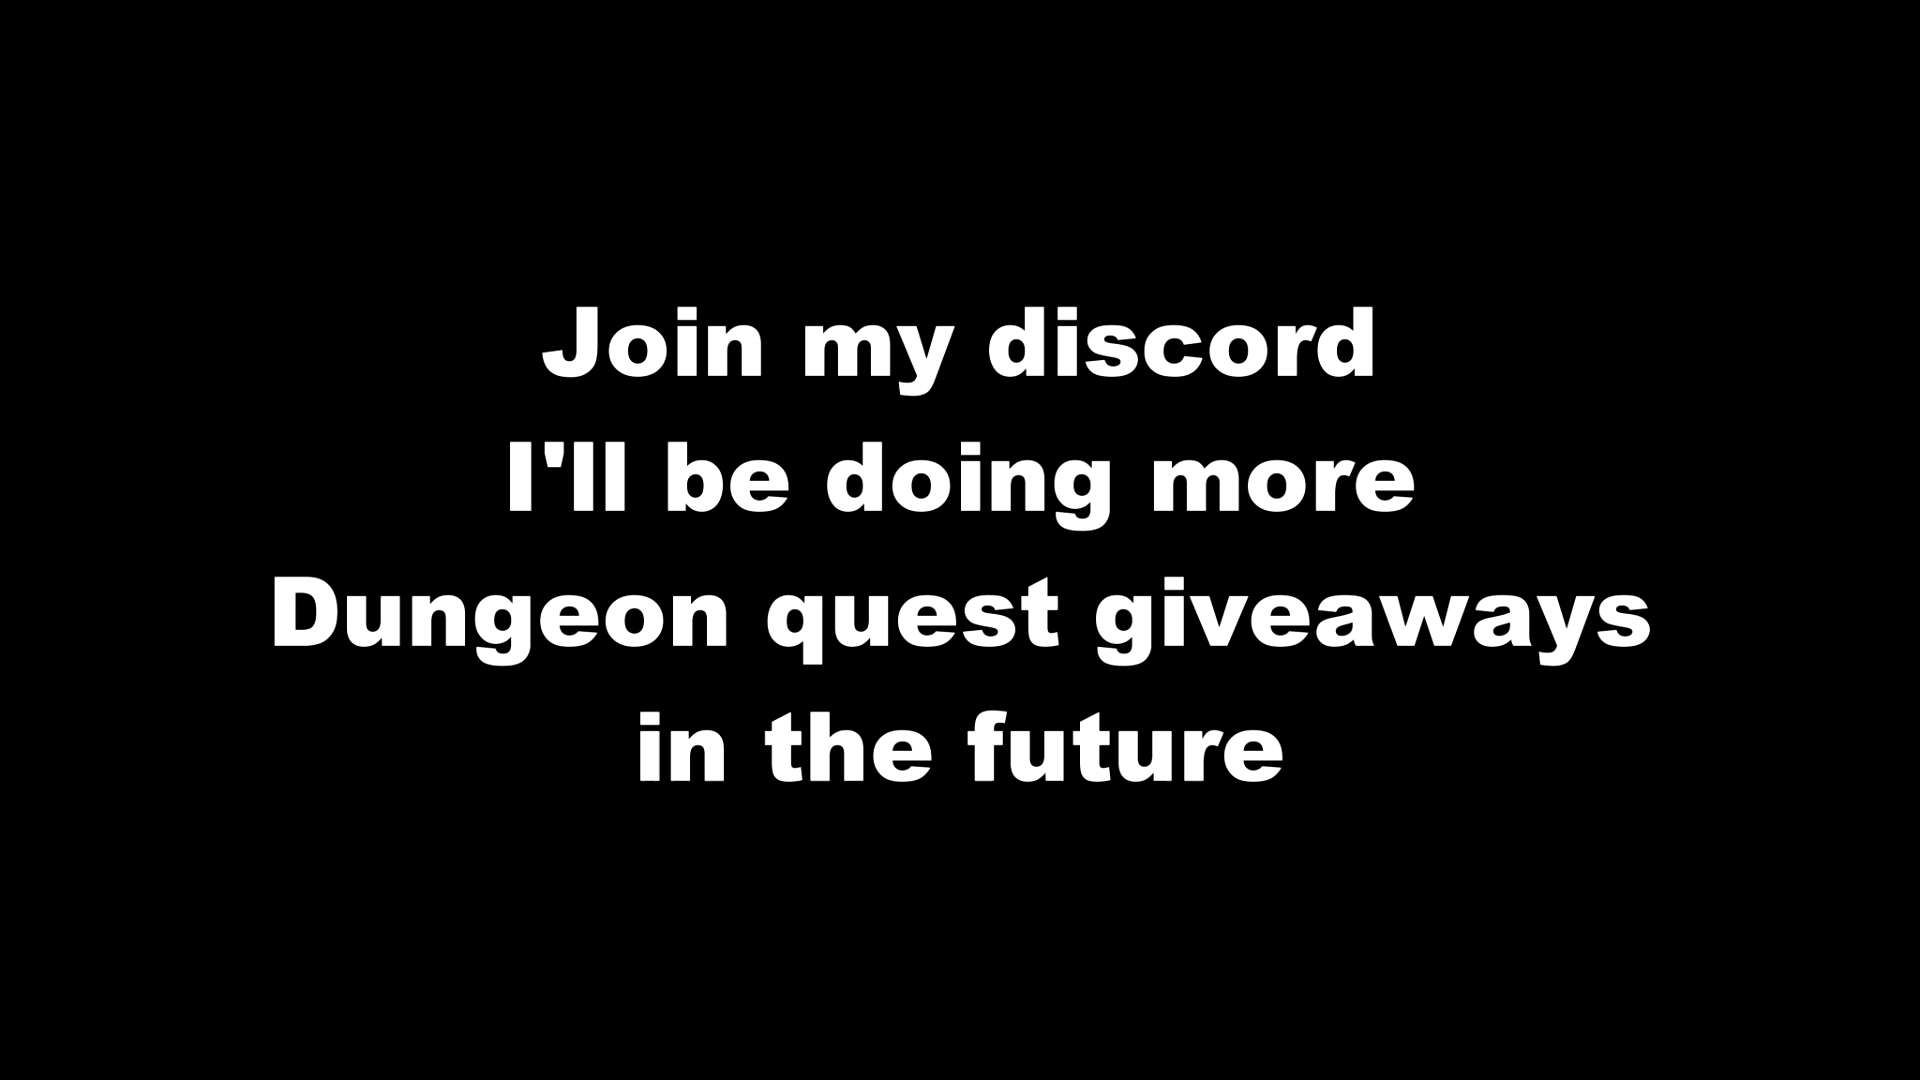 Join my discord
I'll be doing more
Dungeon quest giveaways
in the future